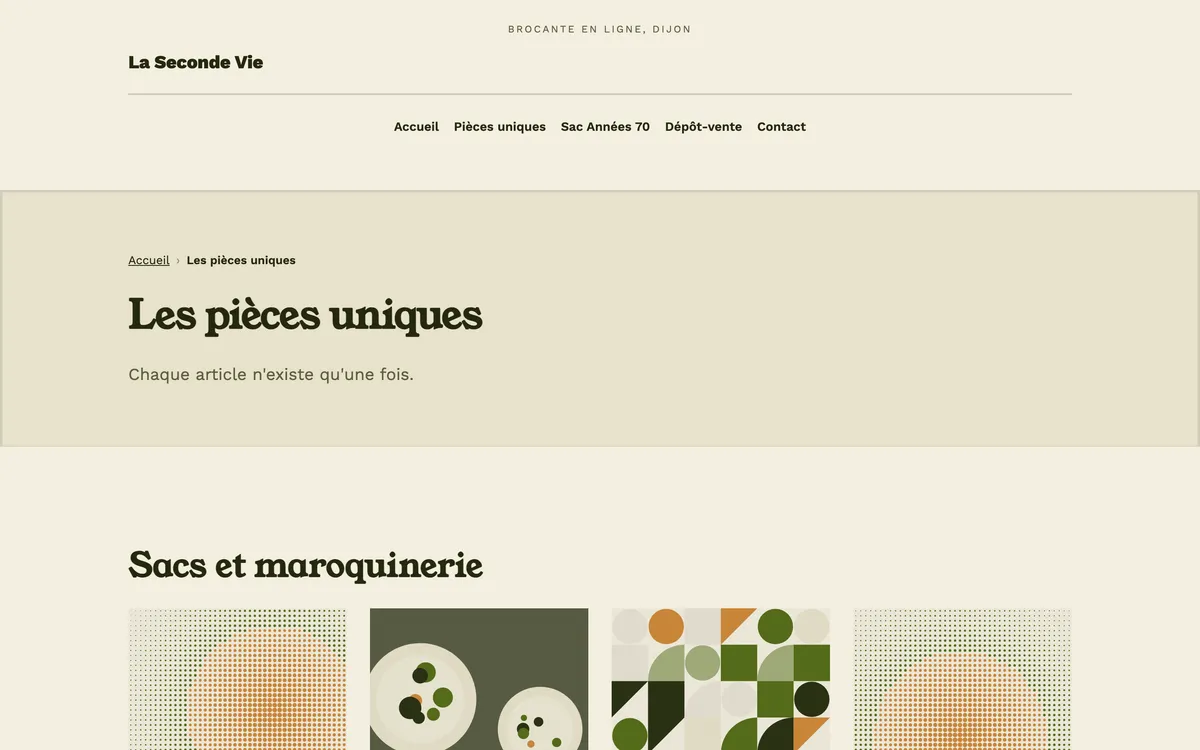 BROCANTE EN LIGNE, DIJON
La Seconde Vie
Accueil Pièces uniques Sac Années 70 Dépôt-vente Contact
Accueil › Les pièces uniques
Les pièces uniques
Chaque article n'existe qu'une fois.
Sacs et maroquinerie